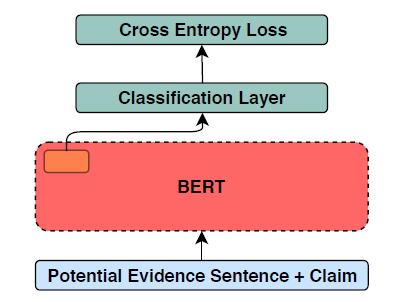 Cross Entropy Loss
Classification Layer
BERT
Potential Evidence Sentence + Claim